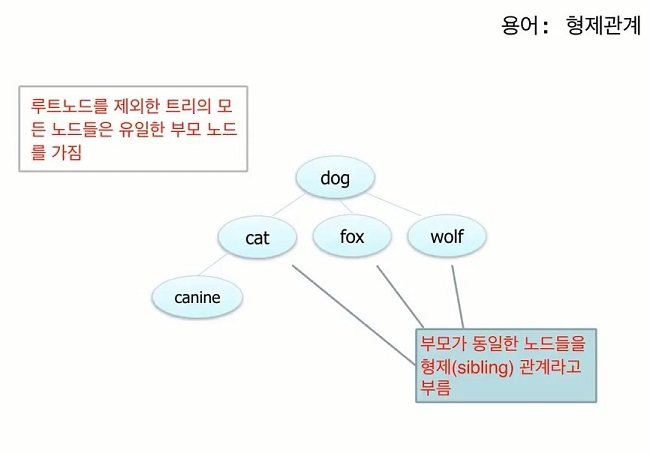 용어: 형제관계
루트노드를 제외한 트리의 모
든 노드들은 유일한 부모 노드
를 가짐
dog
cat
fox
wolf
canine
부모가 동일한 노드들을
형제(sibling) 관계라고
부름